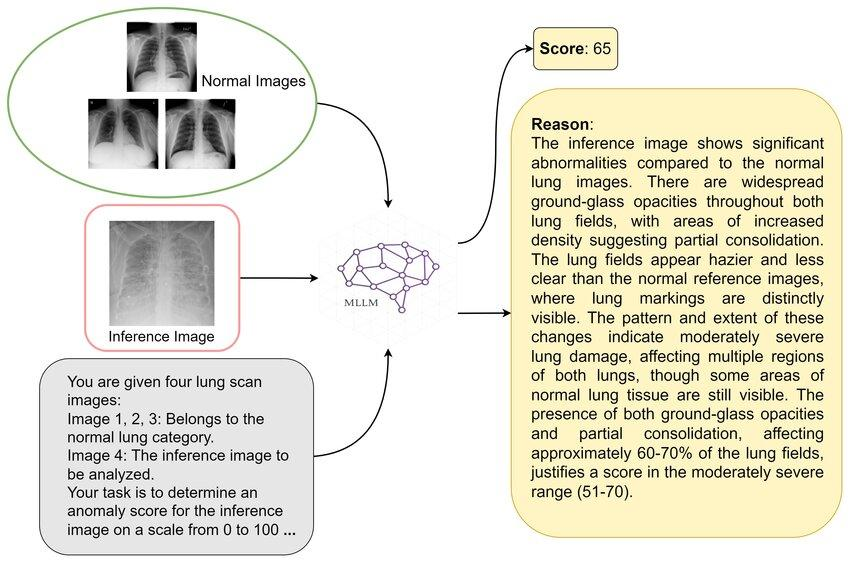 Normal Images
Inference Image
You are given four lung scan
images:
Image 1, 2, 3: Belongs to the
normal lung category.
Image 4: The inference image to
be analyzed.
Your task is to determine an
anomaly score for the inference
image on a scale from 0 to 100 ...
MLLM
Score: 65
Reason:
The inference image shows significant
abnormalities compared to the normal
lung images. There are widespread
ground-glass opacities throughout both
lung fields, with areas of increased
density suggesting partial consolidation.
The lung fields appear hazier and less
clear than the normal reference images,
where lung markings are distinctly
visible. The pattern and extent of these
changes indicate moderately severe
lung damage, affecting multiple regions
of both lungs, though some areas of
normal lung tissue are still visible. The
presence of both ground-glass opacities
and partial consolidation, affecting
approximately 60-70% of the lung fields,
justifies a score in the moderately severe
range (51-70).